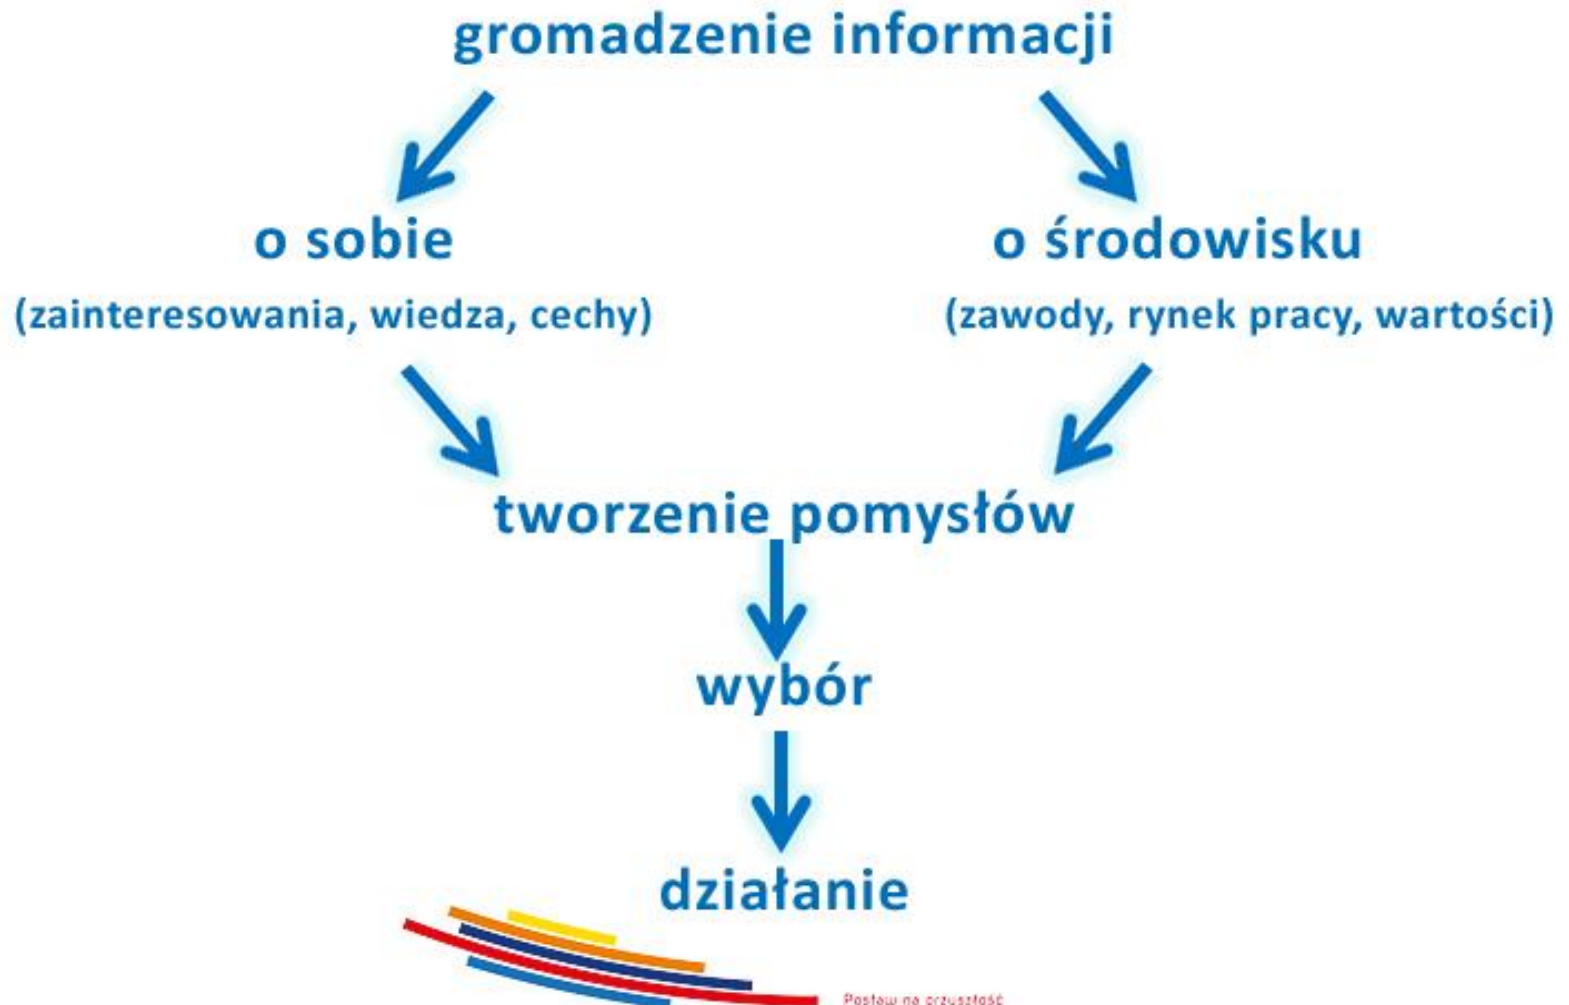 gromadzenie informacji
o sobie
(zainteresowania, wiedza, cechy)
o środowisku
(zawody, rynek pracy, wartości)
tworzenie pomysłów
wybór
działanie
Postaw na przyszłość